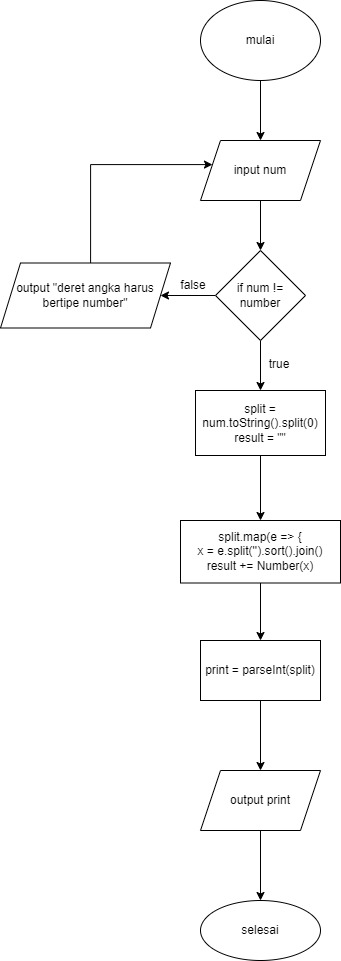 mulai
input num
output "deret angka harus
bertipe number"
false
if num !=
number
true
split =
num.toString().split(0)
result = ""
split.map(e => {
x = e.split('').sort().join()
result += Number(x)
print = parseInt(split)
output print
selesai